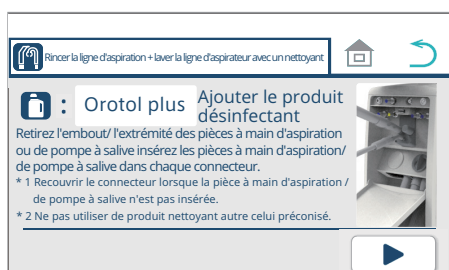 Rincer la ligne d'aspiration + laver la ligne d'aspirateur avec un nettoyant
: Orotol plus Ajouter le produit
désinfectant
Retirez l'embout/ l'extrémité des pièces à main d'aspiration
ou de pompe à salive insérez les pièces à main d'aspiration/
de pompe à salive dans chaque connecteur.
* 1 Recouvrir le connecteur lorsque la pièce à main d'aspiration /
de pompe à salive n'est pas insérée.
* 2 Ne pas utiliser de produit nettoyant autre celui préconisé.